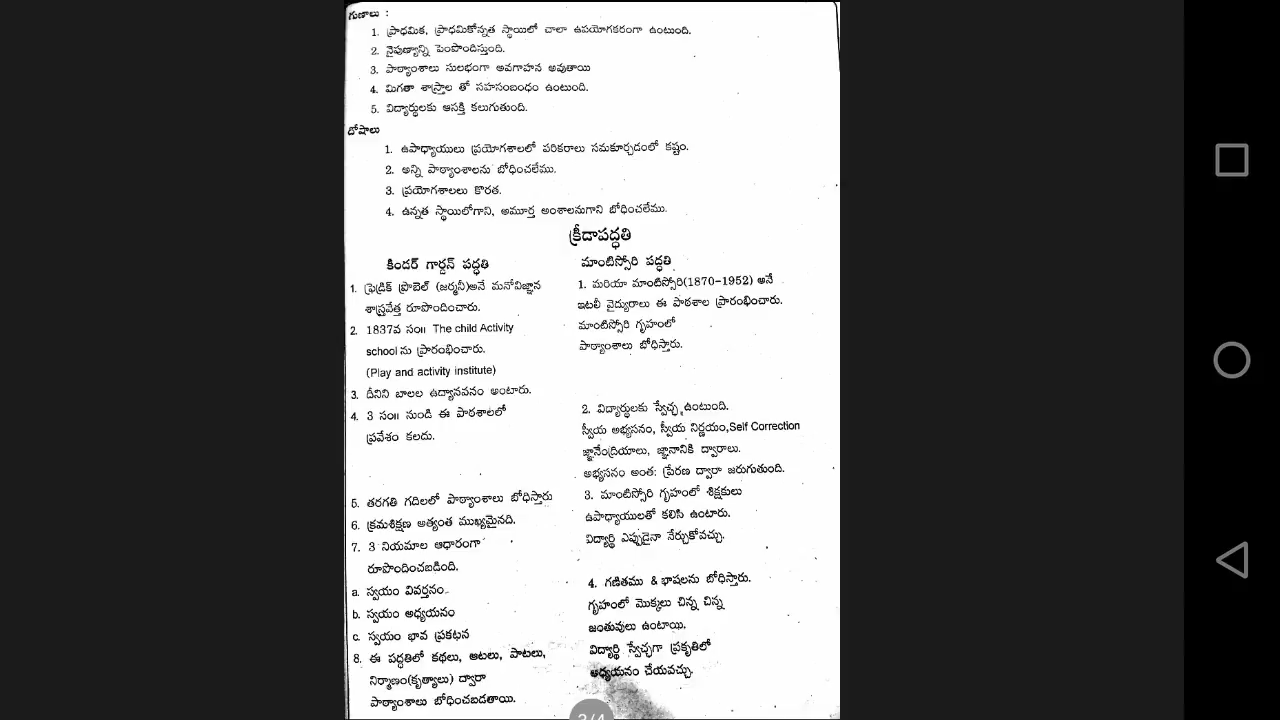 గుణాలు :
1. ప్రాథమిక, ప్రాథమికోన్నత స్థాయిలో చాలా ఉపయోగకరంగా ఉంటుంది.
2. నైపుణ్యాన్ని పెంపొందిస్తుంది.
3. పాఠ్యాంశాలు సులభంగా అవగాహన అవుతాయి
4. మిగతా శాస్త్రాల తో సహసంబంధం ఉంటుంది.
5. విద్యార్థులకు ఆసక్తి కలుగుతుంది.
దోషాలు
1. ఉపాధ్యాయులు ప్రయోగశాలలో పరికరాలు సమకూర్చడంలో కష్టం.
2. అన్ని పాఠ్యాంశాలను బోధించలేము.
3. ప్రయోగశాలలు కొరత.
4. ఉన్నత స్థాయిలోగాని, అమూర్త అంశాలనుగాని బోధించలేము.
క్రీడాపద్ధతి
కిండర్ గార్డన్ పద్ధతి
1. ఫ్రెడ్రిక్ ప్రొబెల్ (జర్మనీ)అనే మనోవిజ్ఞాన
శాస్త్రవేత్త రూపొందించారు.
2. 1837వ సం॥ The child Activity
school ను ప్రారంభించారు.
(Play and activity institute)
3. దీనిని బాలల ఉద్యానవనం అంటారు.
4. 3 సం॥ నుండి ఈ పాఠశాలలో
ప్రవేశం కలదు.
5. తరగతి గదిలలో పాఠ్యాంశాలు బోధిస్తారు
6. క్రమశిక్షణ అత్యంత ముఖ్యమైనది.
7. 3 నియమాల ఆధారంగా
రూపొందించబడింది.
a. స్వయం వివర్తనం
b. స్వయం అధ్యయనం
c. స్వయం భావ ప్రకటన
8. ఈ పద్ధతిలో కథలు, ఆటలు, పాటలు,
నిర్మాణం(కృత్యాలు) ద్వారా
పాఠ్యాంశాలు బోధించబడతాయి.
మాంటిస్సోరి పద్ధతి
1. మరియా మాంటిస్సోరి(1870-1952) అనే
ఇటలీ వైద్యురాలు ఈ పాఠశాల ప్రారంభించారు.
మాంటిస్సోరి గృహంలో
పాఠ్యాంశాలు బోధిస్తారు.
2. విద్యార్థులకు స్వేచ్ఛ ఉంటుంది.
స్వీయ అభ్యసనం, స్వీయ నిర్ణయం,Self Correction
జ్ఞానేంద్రియాలు, జ్ఞానానికి ద్వారాలు.
అభ్యసనం అంత: ప్రేరణ ద్వారా జరుగుతుంది.
3. మాంటిస్సోరి గృహంలో శిక్షకులు
ఉపాధ్యాయులతో కలిసి ఉంటారు.
విద్యార్థి ఎప్పుడైనా నేర్చుకోవచ్చు.
4. గణితము & భాషలను బోధిస్తారు.
గృహంలో మొక్కలు చిన్న చిన్న
జంతువులు ఉంటాయి.
విద్యార్థి స్వేచ్ఛగా ప్రకృతిలో
అధ్యయనం చేయవచ్చు.
3/4